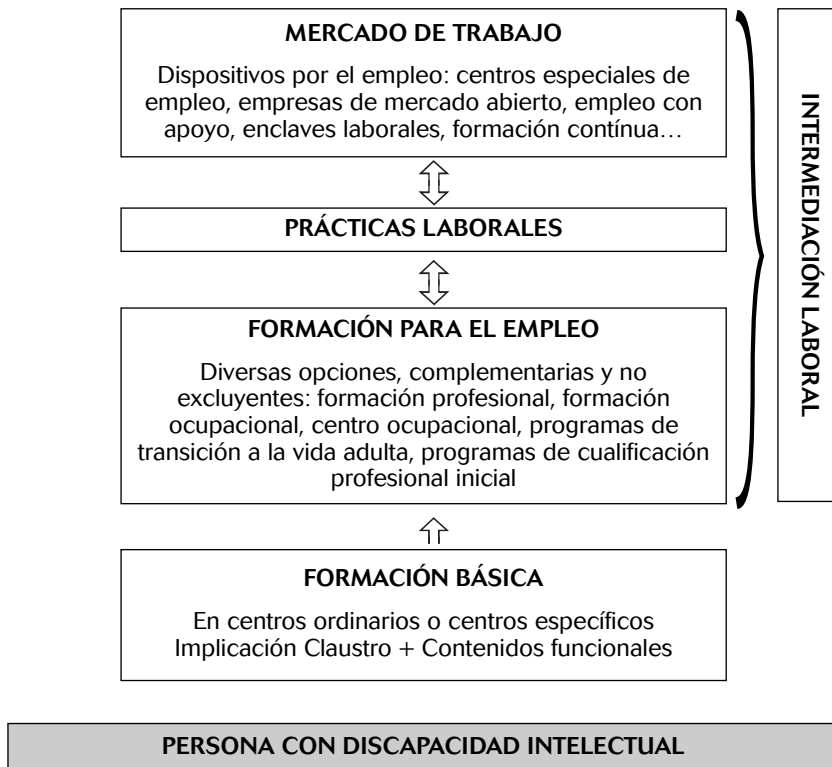 MERCADO DE TRABAJO
Dispositivos por el empleo: centros especiales de
empleo, empresas de mercado abierto, empleo con
apoyo, enclaves laborales, formación contínua…
PRÁCTICAS LABORALES
FORMACIÓN PARA EL EMPLEO
Diversas opciones, complementarias y no
excluyentes: formación profesional, formación
ocupacional, centro ocupacional, programas de
transición a la vida adulta, programas de cualificación
profesional inicial
INTERMEDIACIÓN LABORAL
FORMACIÓN BÁSICA
En centros ordinarios o centros específicos
Implicación Claustro + Contenidos funcionales
PERSONA CON DISCAPACIDAD INTELECTUAL